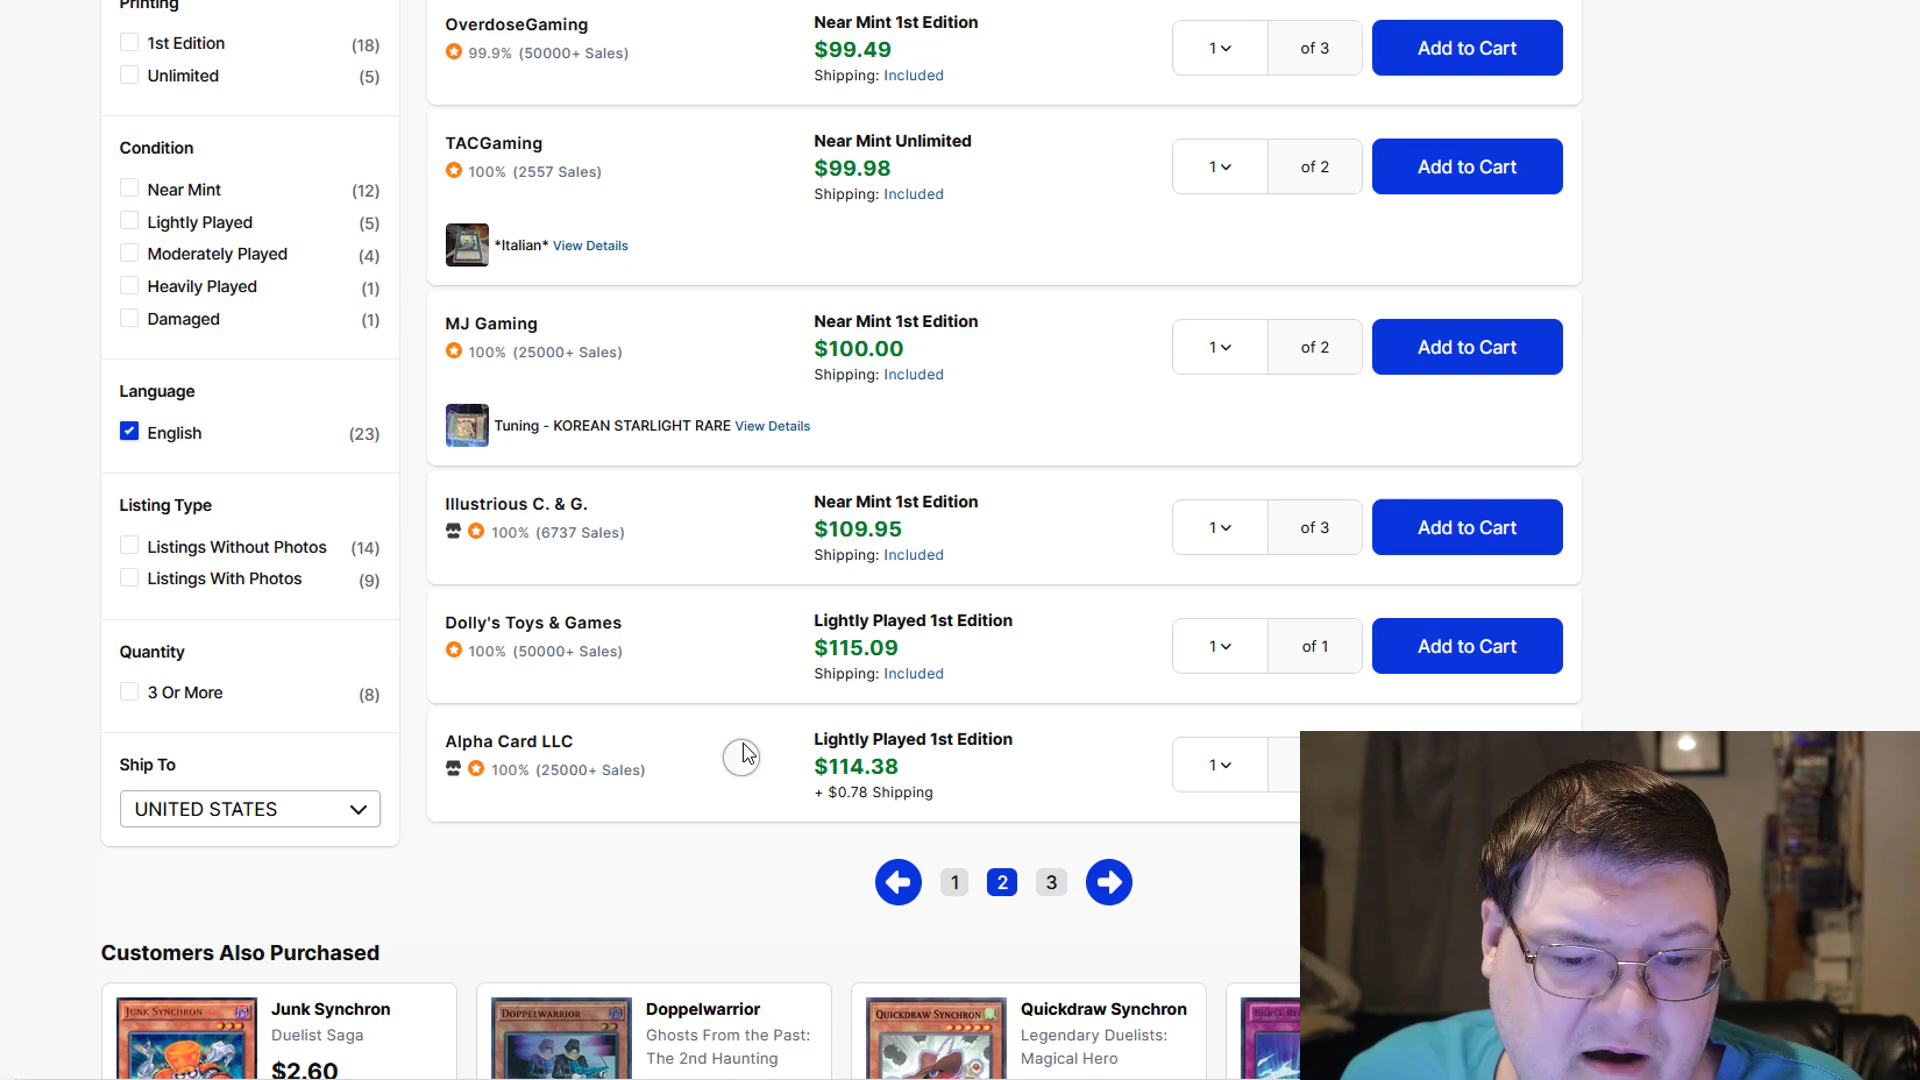 Printing
1st Edition (18)
Unlimited (5)
Condition
Near Mint (12)
Lightly Played (5)
Moderately Played (4)
Heavily Played (1)
Damaged (1)
Language
English (23)
Listing Type
Listings Without Photos (14)
Listings With Photos (9)
Quantity
3 Or More (8)
Ship To
UNITED STATES
OverdoseGaming
99.9% (50000+ Sales)
Near Mint 1st Edition
$99.49
Shipping: Included
1 of 3
Add to Cart
TACGaming
100% (2557 Sales)
Near Mint Unlimited
$99.98
Shipping: Included
1 of 2
Add to Cart
*Italian* View Details
MJ Gaming
100% (25000+ Sales)
Near Mint 1st Edition
$100.00
Shipping: Included
1 of 2
Add to Cart
Tuning - KOREAN STARLIGHT RARE View Details
Illustrious C. & G.
100% (6737 Sales)
Near Mint 1st Edition
$109.95
Shipping: Included
1 of 3
Add to Cart
Dolly's Toys & Games
100% (50000+ Sales)
Lightly Played 1st Edition
$115.09
Shipping: Included
1 of 1
Add to Cart
Alpha Card LLC
100% (25000+ Sales)
Lightly Played 1st Edition
$114.38
+ $0.78 Shipping
1
1 2 3
Customers Also Purchased
JUNK SYNCHRON
Junk Synchron
Duelist Saga
$2.60
DOPPELWARRIOR
Doppelwarrior
Ghosts From the Past:
The 2nd Haunting
QUICKDRAW SYNCHRON
Quickdraw Synchron
Legendary Duelists:
Magical Hero